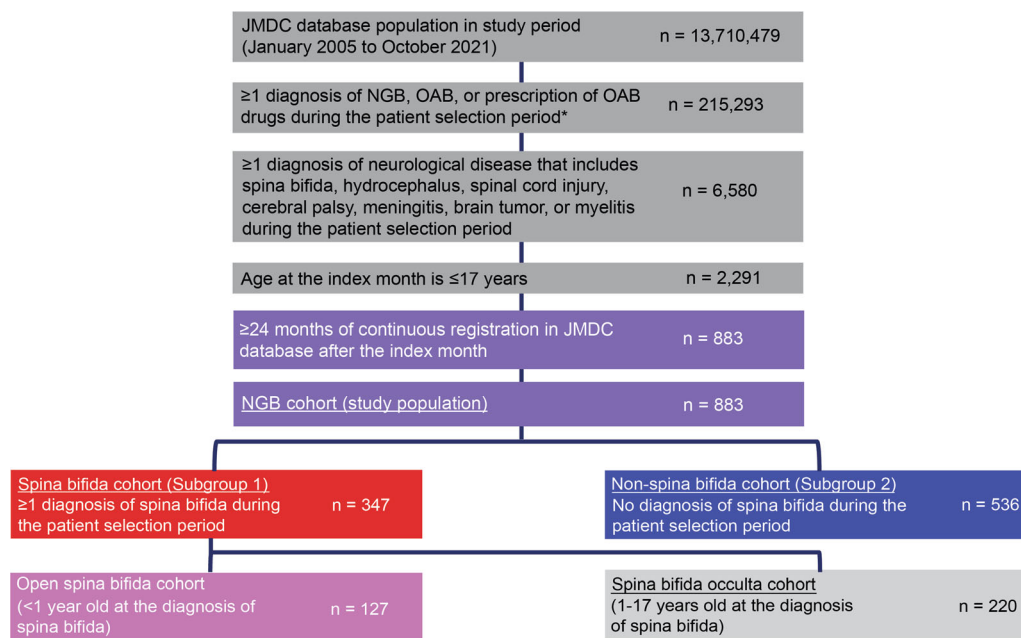 JMDC database population in study period
(January 2005 to October 2021)
n = 13,710,479
≥1 diagnosis of NGB, OAB, or prescription of OAB
drugs during the patient selection period*
n = 215,293
≥1 diagnosis of neurological disease that includes
spina bifida, hydrocephalus, spinal cord injury,
cerebral palsy, meningitis, brain tumor, or myelitis
during the patient selection period
n = 6,580
Age at the index month is ≤17 years
n = 2,291
≥24 months of continuous registration in JMDC
database after the index month
n = 883
NGB cohort (study population)
n = 883
Spina bifida cohort (Subgroup 1)
≥1 diagnosis of spina bifida during
the patient selection period
n = 347
Non-spina bifida cohort (Subgroup 2)
No diagnosis of spina bifida during the
patient selection period
n = 536
Open spina bifida cohort
(<1 year old at the diagnosis of
spina bifida)
n = 127
Spina bifida occulta cohort
(1-17 years old at the diagnosis
of spina bifida)
n = 220